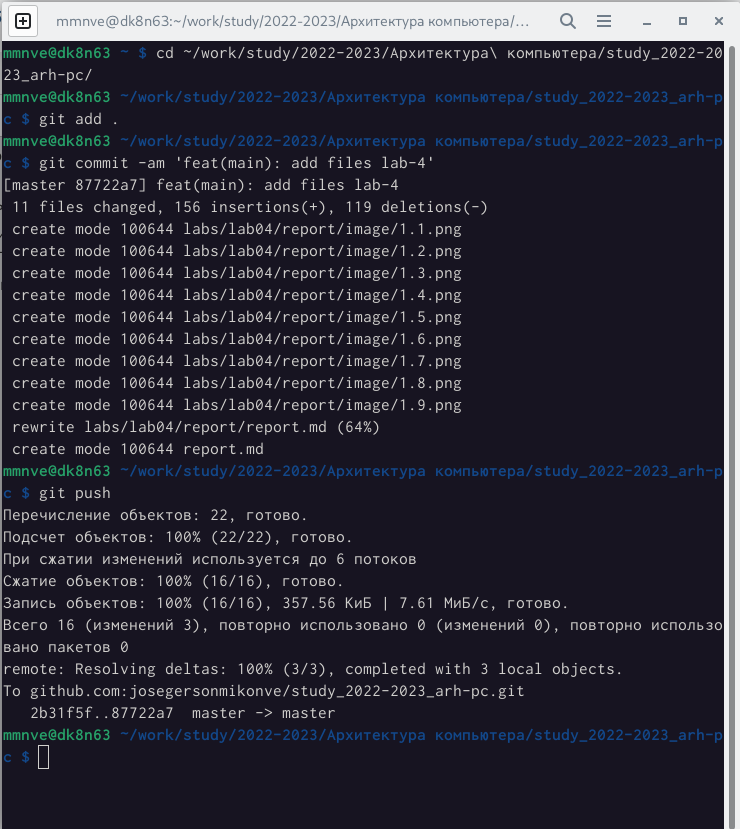 mmnve@dk8n63:~/work/study/2022-2023/Архитектура компьютера/...
mmnve@dk8n63 ~ $ cd ~/work/study/2022-2023/Архитектура\ компьютера/study_2022-20
23_arh-pc/
mmnve@dk8n63 ~/work/study/2022-2023/Архитектура компьютера/study_2022-2023_arh-p
c $ git add .
mmnve@dk8n63 ~/work/study/2022-2023/Архитектура компьютера/study_2022-2023_arh-p
c $ git commit -am 'feat(main): add files lab-4'
[master 87722a7] feat(main): add files lab-4
11 files changed, 156 insertions(+), 119 deletions(-)
create mode 100644 labs/lab04/report/image/1.1.png
create mode 100644 labs/lab04/report/image/1.2.png
create mode 100644 labs/lab04/report/image/1.3.png
create mode 100644 labs/lab04/report/image/1.4.png
create mode 100644 labs/lab04/report/image/1.5.png
create mode 100644 labs/lab04/report/image/1.6.png
create mode 100644 labs/lab04/report/image/1.7.png
create mode 100644 labs/lab04/report/image/1.8.png
create mode 100644 labs/lab04/report/image/1.9.png
rewrite labs/lab04/report/report.md (64%)
create mode 100644 report.md
mmnve@dk8n63 ~/work/study/2022-2023/Архитектура компьютера/study_2022-2023_arh-p
c $ git push
Перечисление объектов: 22, готово.
Подсчет объектов: 100% (22/22), готово.
При сжатии изменений используется до 6 потоков
Сжатие объектов: 100% (16/16), готово.
Запись объектов: 100% (16/16), 357.56 КиБ | 7.61 МиБ/с, готово.
Всего 16 (изменений 3), повторно использовано 0 (изменений 0), повторно использо
вано пакетов 0
remote: Resolving deltas: 100% (3/3), completed with 3 local objects.
To github.com:josegersonmikonve/study_2022-2023_arh-pc.git
2b31f5f..87722a7  master -> master
mmnve@dk8n63 ~/work/study/2022-2023/Архитектура компьютера/study_2022-2023_arh-p
c $